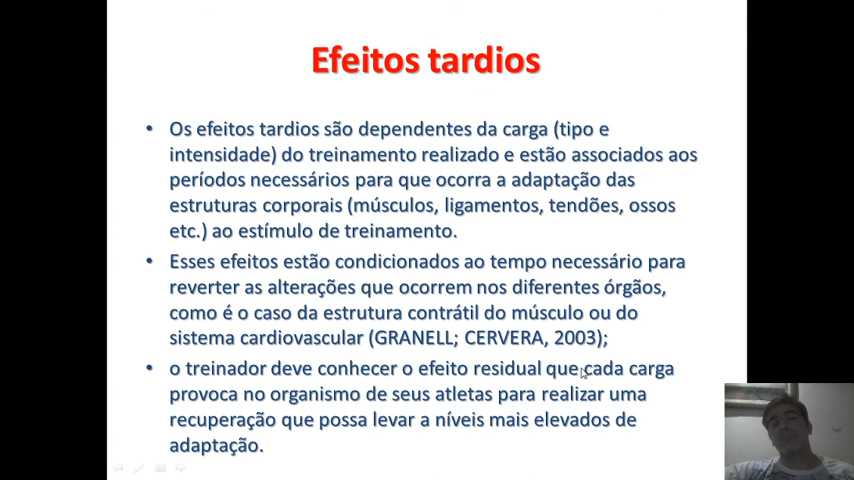 Efeitos tardios
• Os efeitos tardios são dependentes da carga (tipo e
intensidade) do treinamento realizado e estão associados aos
períodos necessários para que ocorra a adaptação das
estruturas corporais (músculos, ligamentos, tendões, ossos
etc.) ao estímulo de treinamento.
• Esses efeitos estão condicionados ao tempo necessário para
reverter as alterações que ocorrem nos diferentes órgãos,
como é o caso da estrutura contrátil do músculo ou do
sistema cardiovascular (GRANELL; CERVERA, 2003);
• o treinador deve conhecer o efeito residual que cada carga
provoca no organismo de seus atletas para realizar uma
recuperação que possa levar a níveis mais elevados de
adaptação.